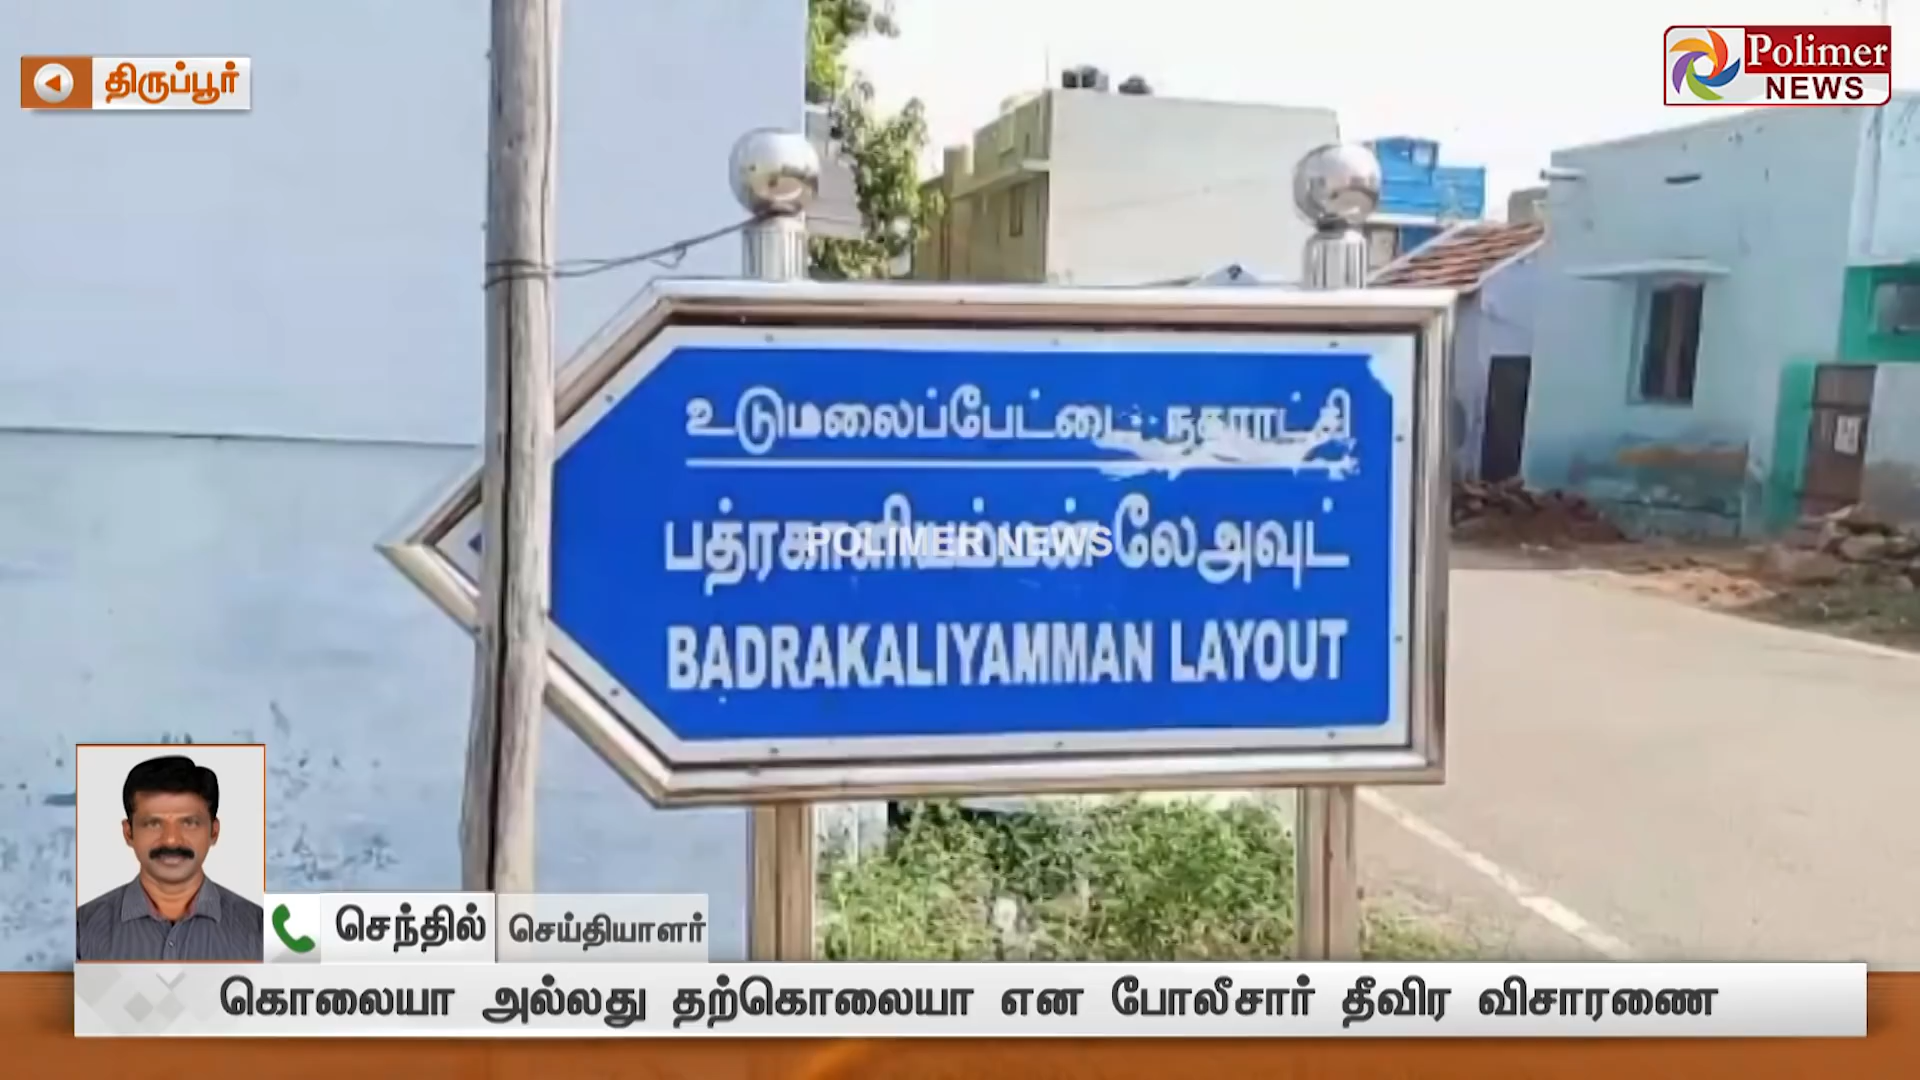 திருப்பூர்
Polimer
NEWS
உடுமலைப்பேட்டை நகராட்சி
பத்ரகாளியம்மன் லேஅவுட்
POLIMER NEWS
BADRAKALIYAMMAN LAYOUT
செந்தில் செய்தியாளர்
கொலையா அல்லது தற்கொலையா என போலீசார் தீவிர விசாரணை